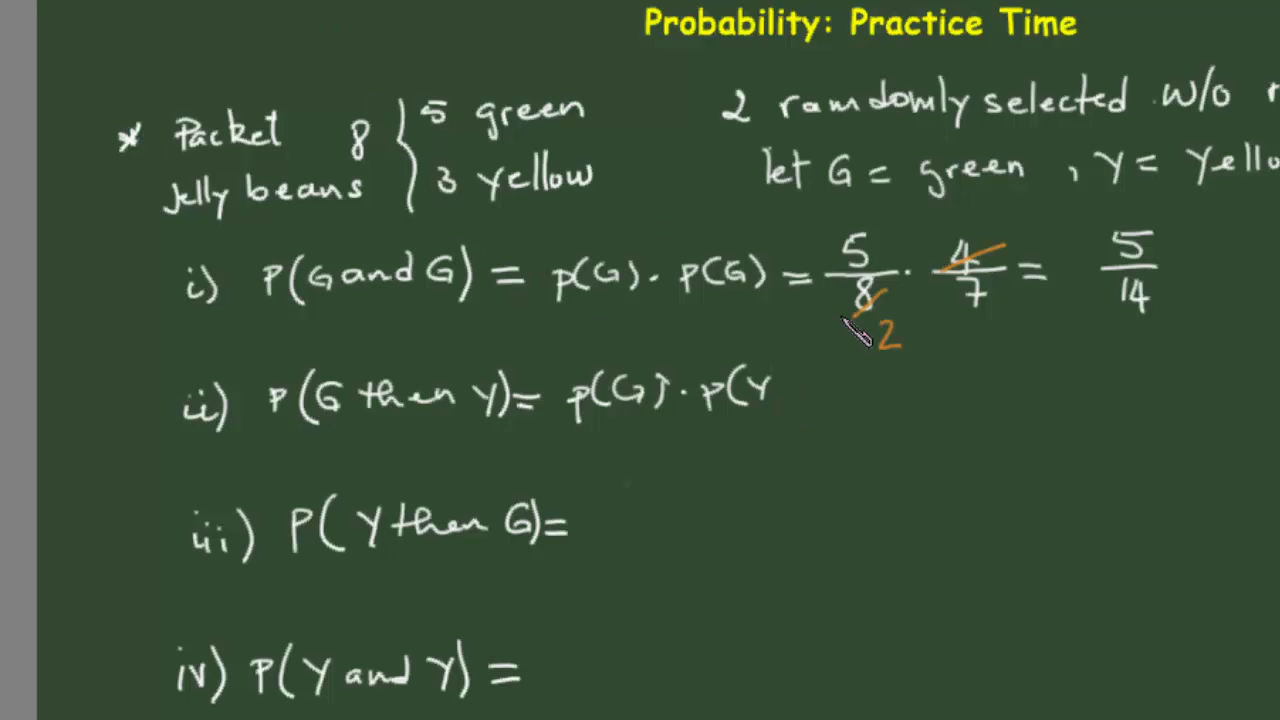 Probability: Practice Time
* Packet 8 { 5 green
Jelly beans 3 yellow
2 randomly selected w/o
let G = green, Y =
i) P(G and G) = p(G) · p(G) = 5/8 · 4/7 = 5/14
2
ii) P(G then Y) = p(G) · p(Y
iii) P(Y then G) =
iv) P(Y and Y) =